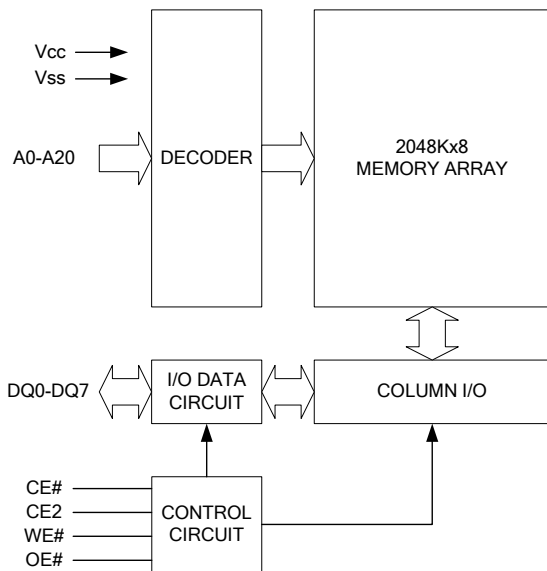 Vcc
Vss
A0-A20
DECODER
2048Kx8
MEMORY ARRAY
DQ0-DQ7
I/O DATA
CIRCUIT
COLUMN I/O
CE#
CE2
WE#
OE#
CONTROL
CIRCUIT